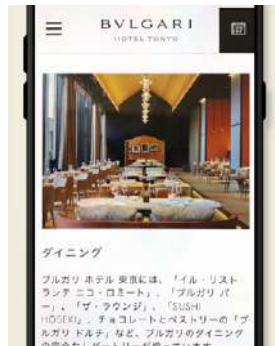 BVLGARI
HOTEL TOKYO
ダイニング
ブルガリ ホテル 東京には、「イル・リスト
ランテ ニコ・ロミート」、「ブルガリ バ
ー」、「ザ・ラウンジ」、「SUSHI
HOSEKI」、チョコレートとペストリーの「ブ
ルガリ ドルチ」など、ブルガリのダイニング